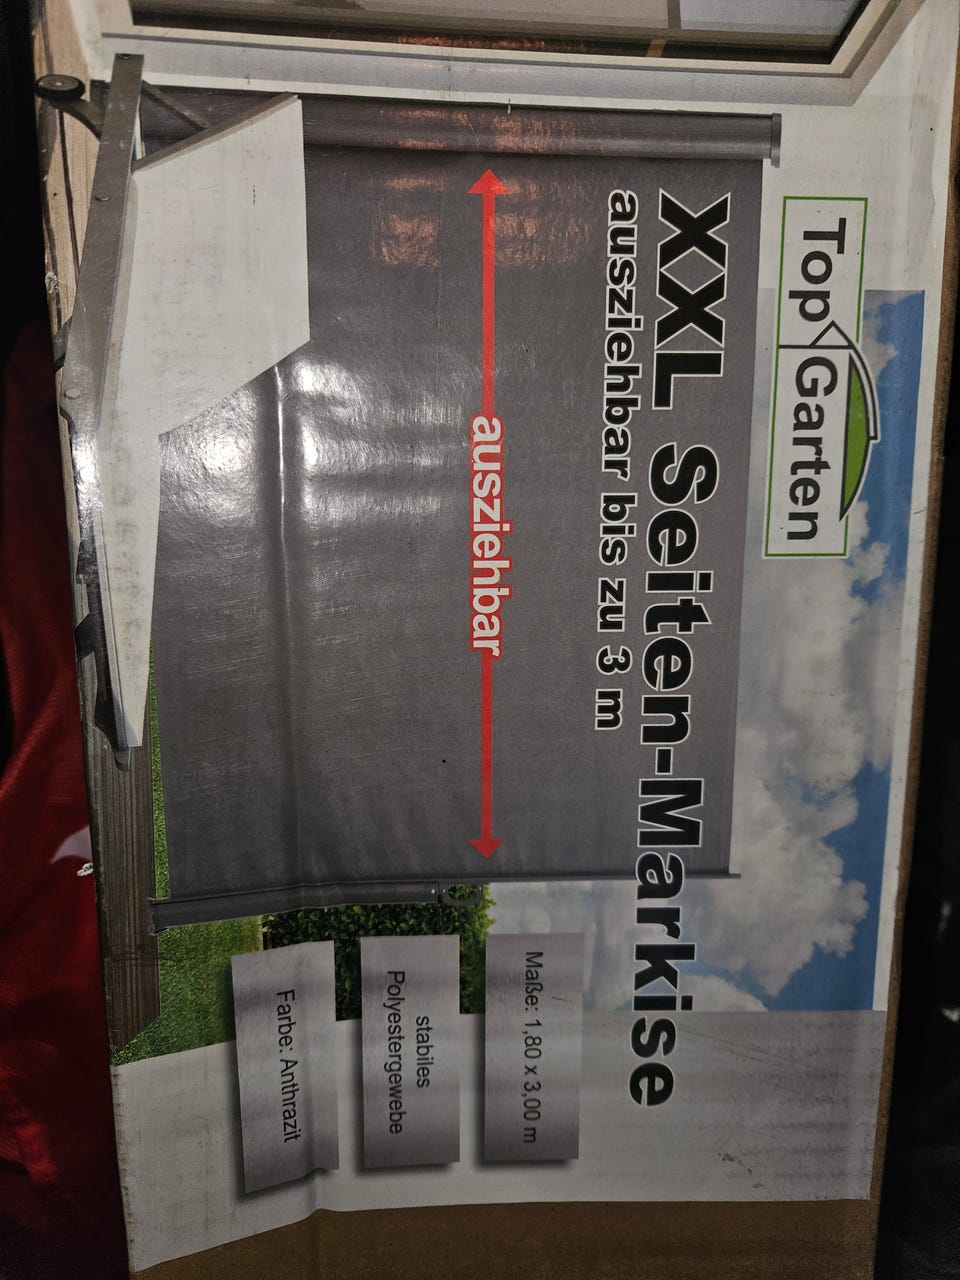 Top Garten
XXL Seiten-Markise
ausziehbar bis zu 3 m
ausziehbar
Maße: 1,80 x 3,00 m
stabiles
Polyestergewebe
Farbe: Anthrazit